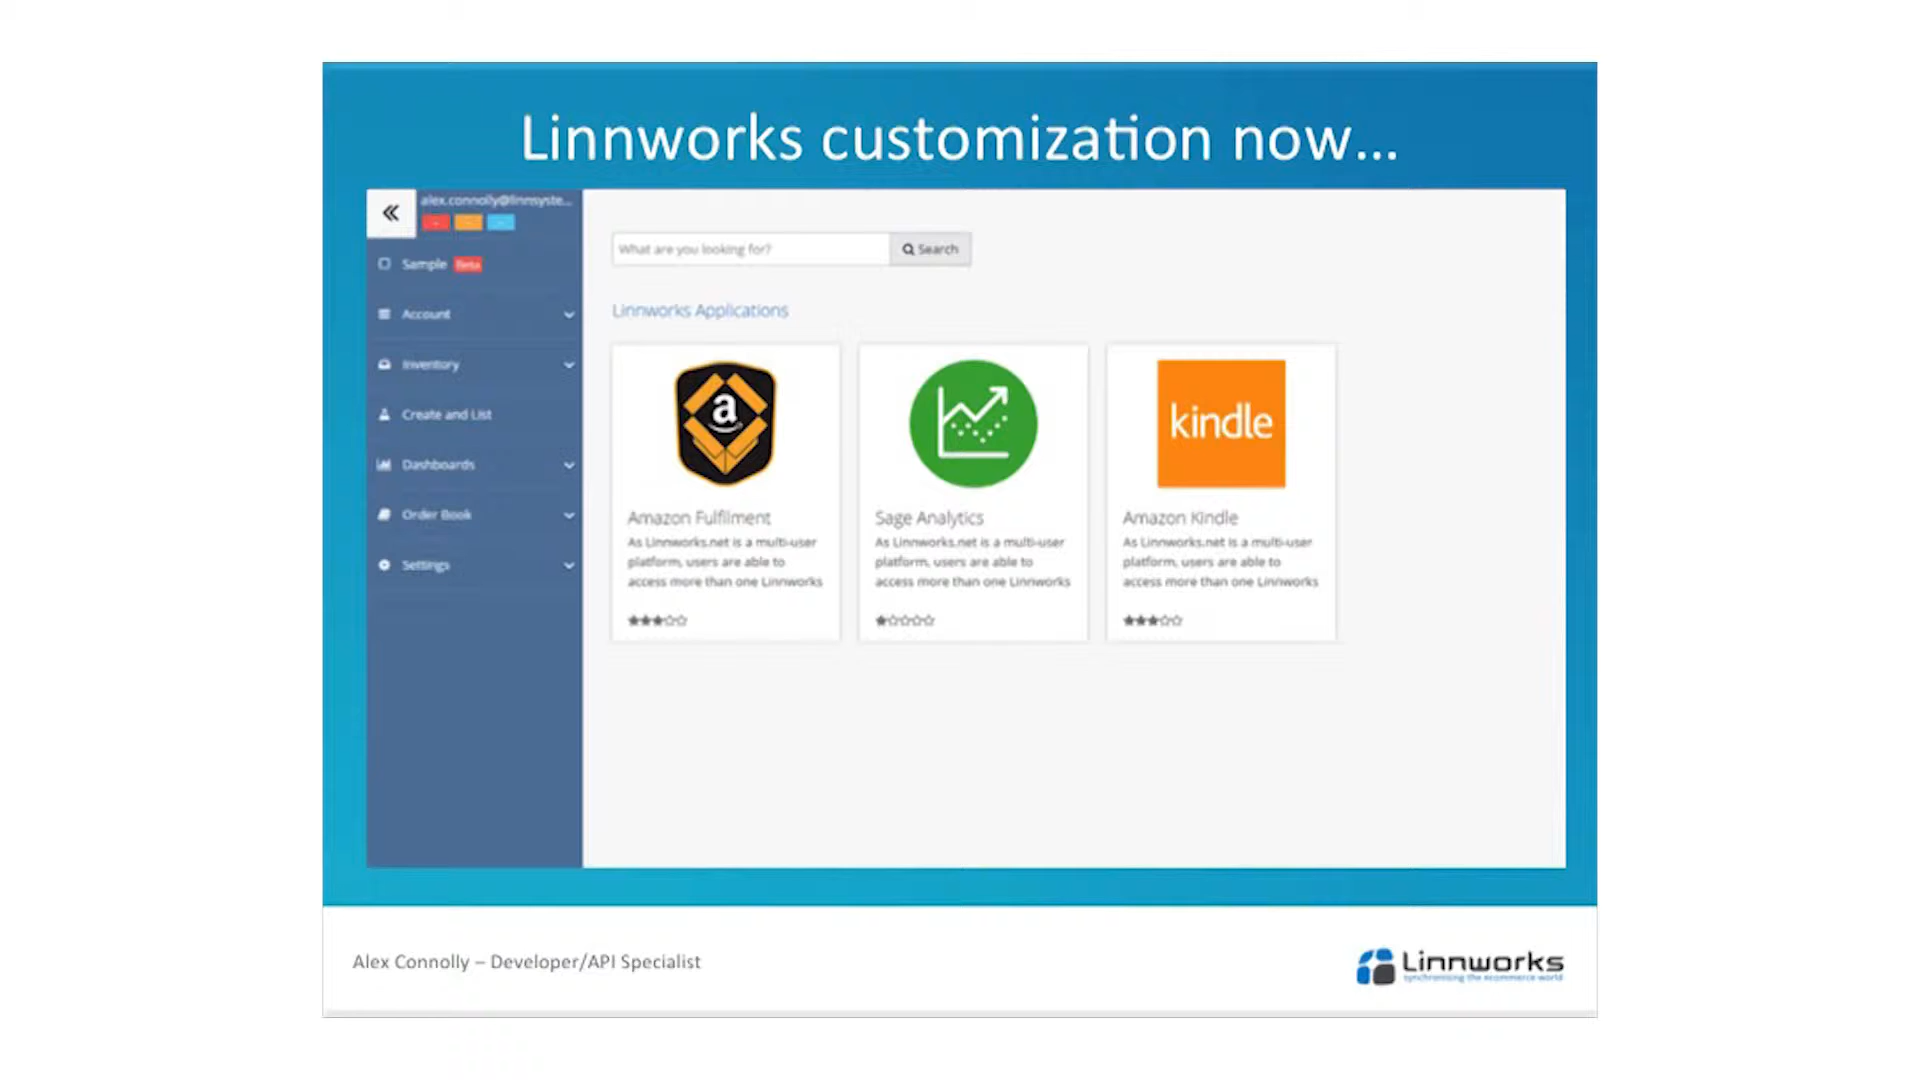 Linnworks customization now...
alex.connolly@linnsyste...
Sample Beta
Account
Inventory
Create and List
Dashboards
Order Book
Settings
What are you looking for?
Search
Linnworks Applications
a
Amazon Fulfilment
As Linnworks.net is a multi-user
platform, users are able to
access more than one Linnworks
Sage Analytics
As Linnworks.net is a multi-user
platform, users are able to
access more than one Linnworks
kindle
Amazon Kindle
As Linnworks.net is a multi-user
platform, users are able to
access more than one Linnworks
Alex Connolly – Developer/API Specialist
Linnworks
synchronising the ecommerce world